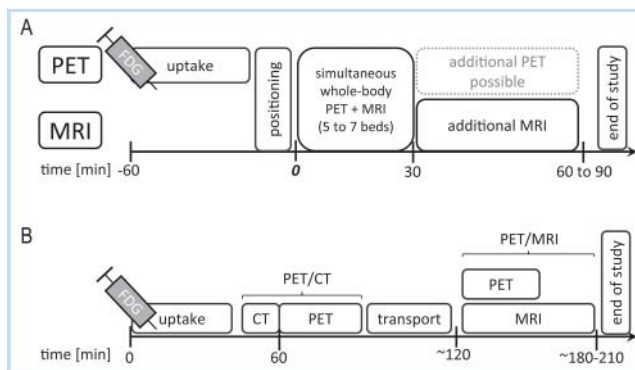 A
PET
FDG
uptake
positioning
simultaneous
whole-body
PET + MRI
(5 to 7 beds)
additional PET
possible
end of study
MRI
additional MRI
time [min]
-60
0
30
60 to 90
B
PET/CT
PET/MRI
FDG
uptake
CT
PET
transport
PET
MRI
end of study
time [min]
0
60
~120
~180-210